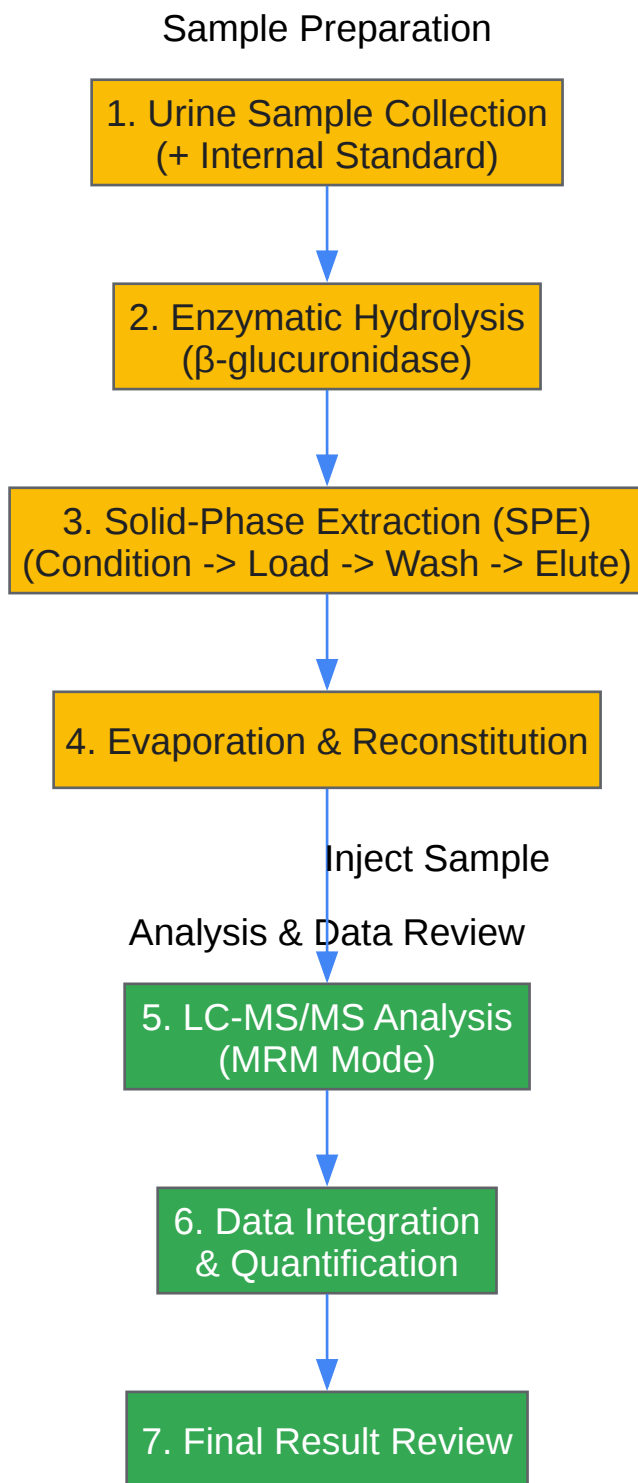 Sample Preparation
1. Urine Sample Collection
(+ Internal Standard)
2. Enzymatic Hydrolysis
(β-glucuronidase)
3. Solid-Phase Extraction (SPE)
(Condition -> Load -> Wash -> Elute)
4. Evaporation & Reconstitution
Inject Sample
Analysis & Data Review
5. LC-MS/MS Analysis
(MRM Mode)
6. Data Integration
& Quantification
7. Final Result Review